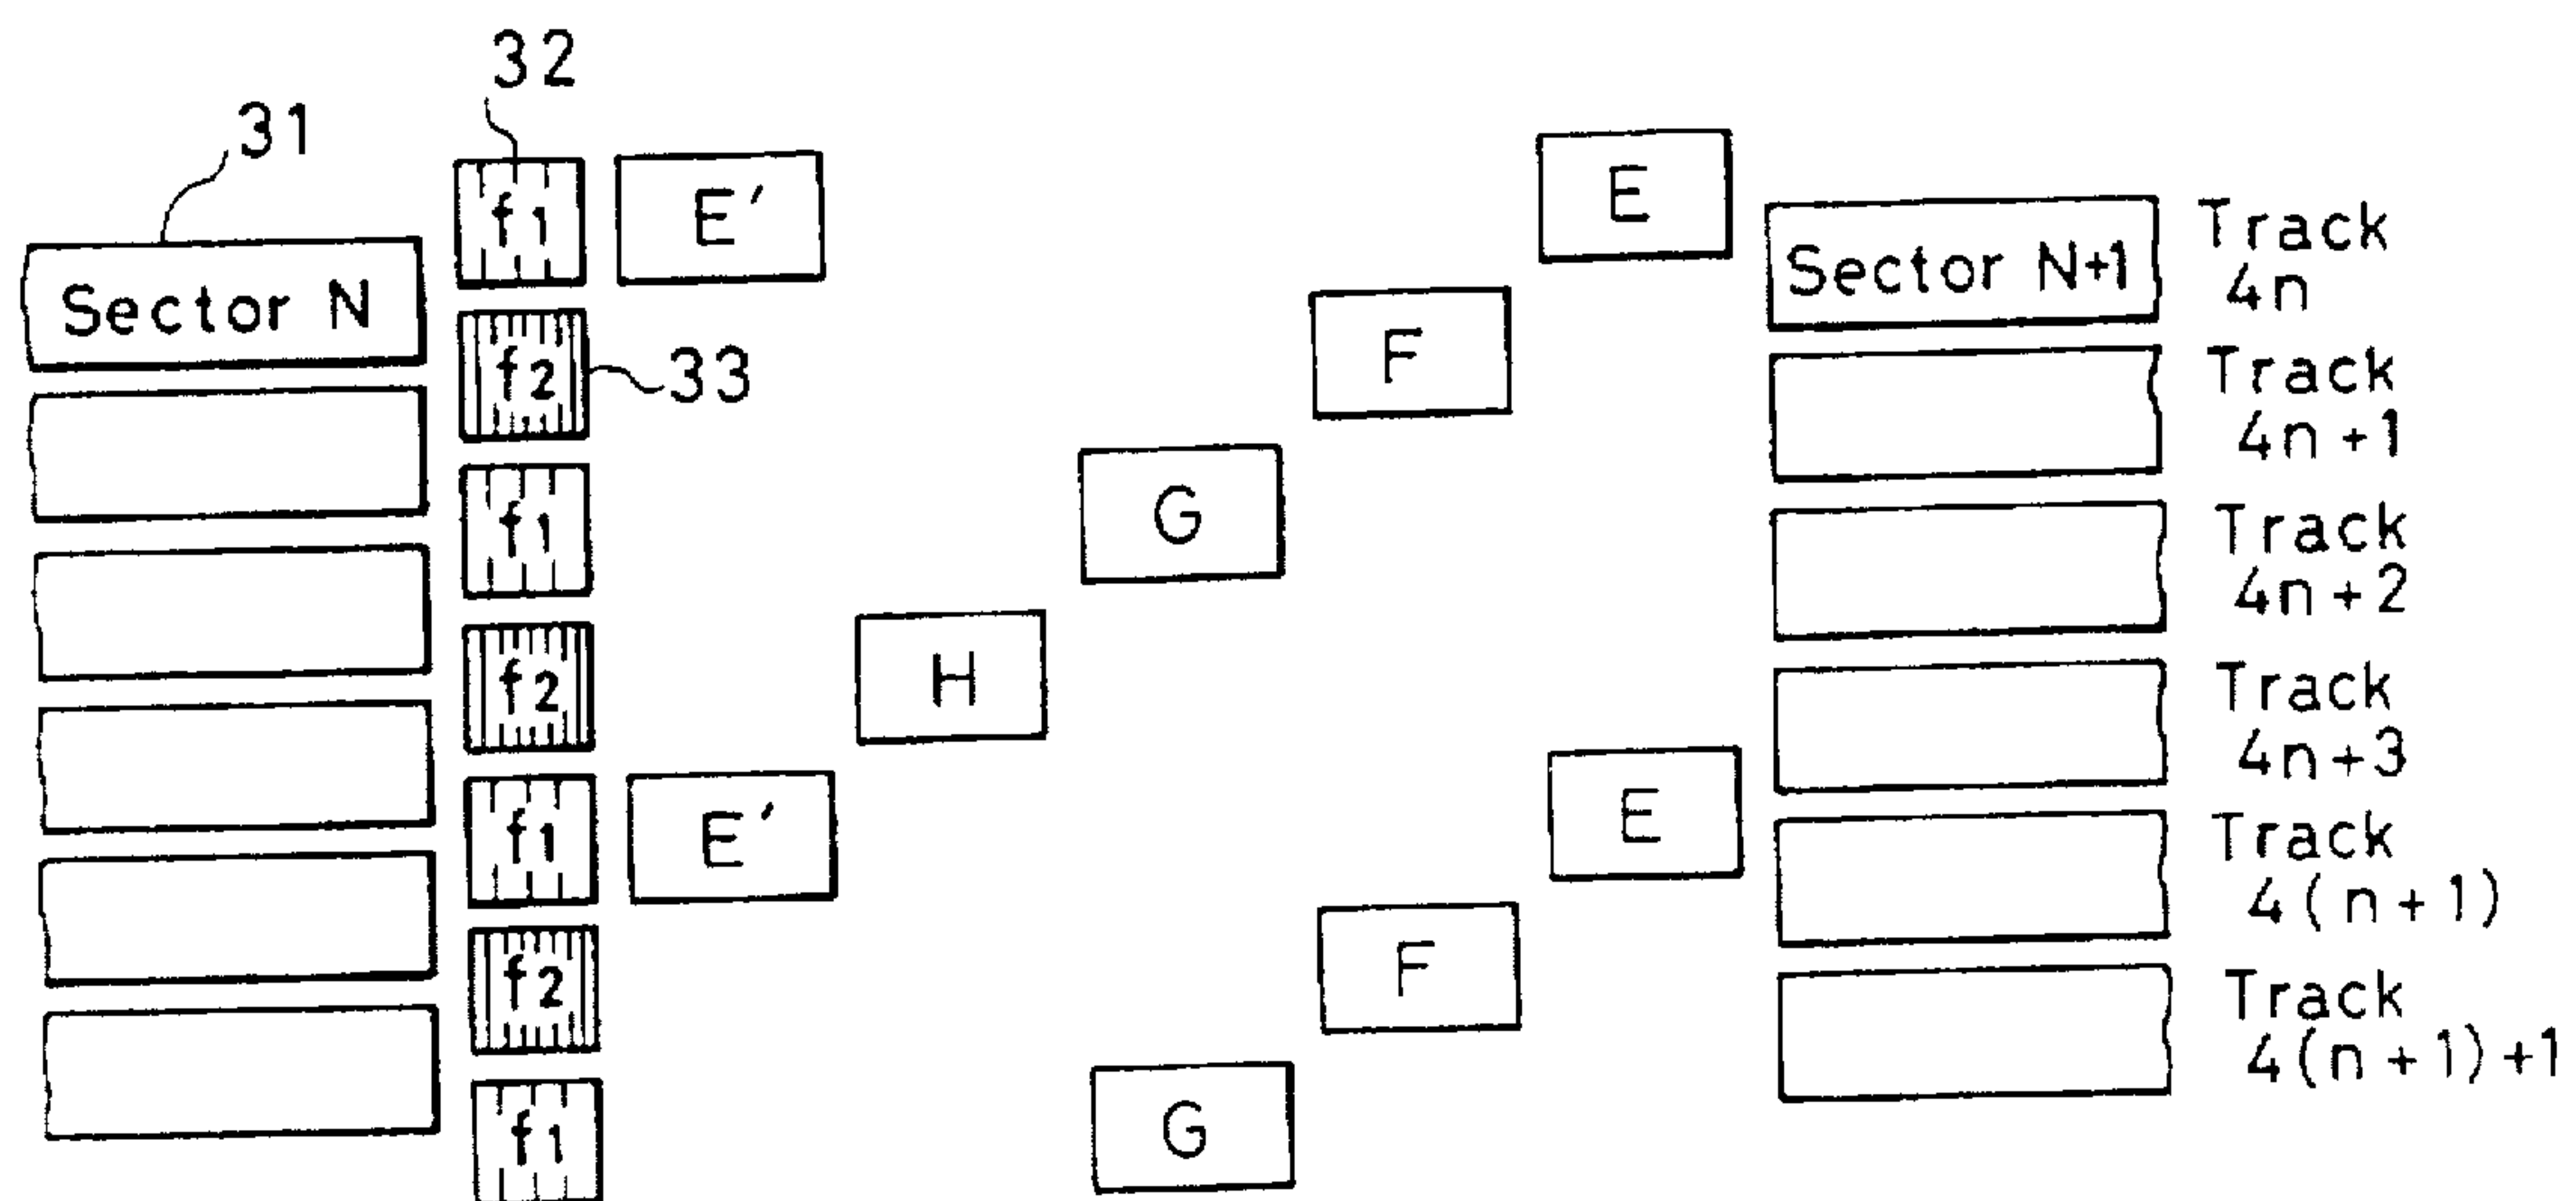 32
31
f1
E'
E
Sector N
Sector N+1
Track
4n
f2
33
F
Track
4n+1
f1
G
Track
4n+2
f2
H
Track
4n+3
f1
E'
E
Track
4(n+1)
f2
F
Track
4(n+1)+1
f1
G